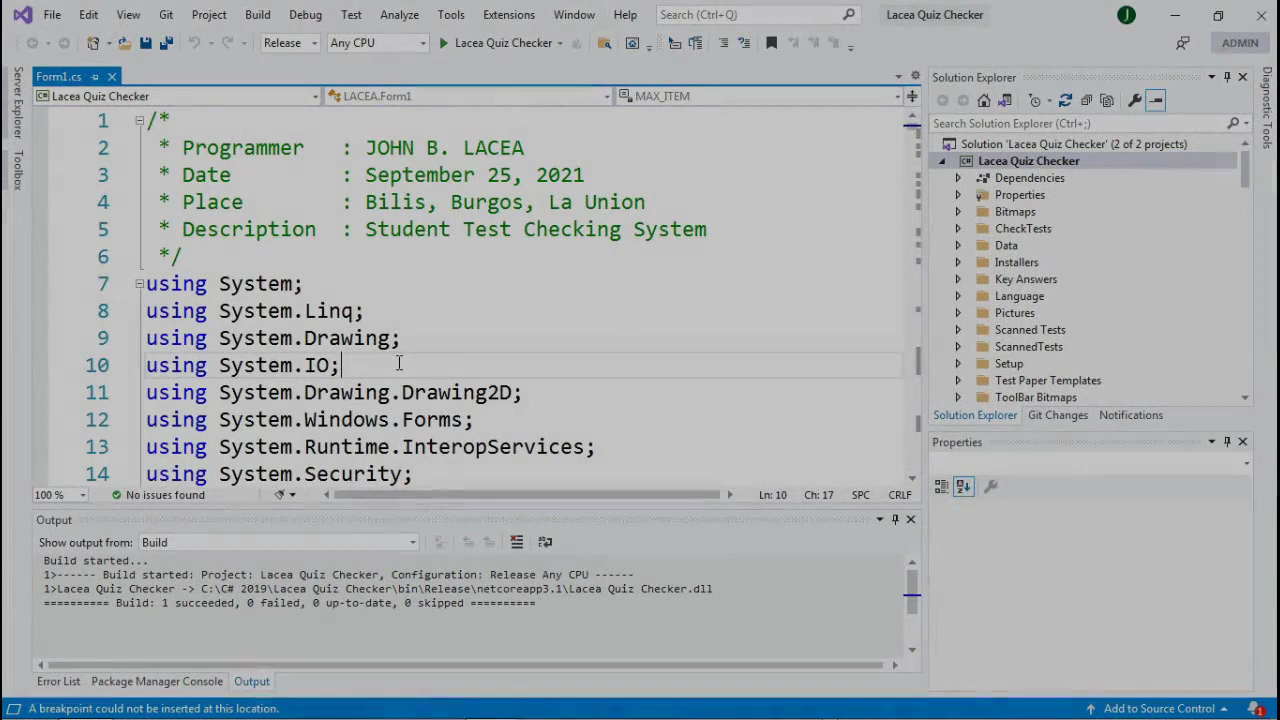 File Edit View Git Project Build Debug Test Analyze Tools Extensions Window Help Search (Ctrl+Q) Lacea Quiz Checker J
Release Any CPU Lacea Quiz Checker ADMIN
Server Explorer
Toolbox
Form1.cs
Lacea Quiz Checker LACEA.Form1 MAX_ITEM
1 /*
2 * Programmer : JOHN B. LACEA
3 * Date : September 25, 2021
4 * Place : Bilis, Burgos, La Union
5 * Description : Student Test Checking System
6 */
7 using System;
8 using System.Linq;
9 using System.Drawing;
10 using System.IO;
11 using System.Drawing.Drawing2D;
12 using System.Windows.Forms;
13 using System.Runtime.InteropServices;
14 using System.Security;
100 % No issues found Ln: 10 Ch: 17 SPC CRLF
Output
Show output from: Build
Build started...
1>------ Build started: Project: Lacea Quiz Checker, Configuration: Release Any CPU ------
1>Lacea Quiz Checker -> C:\C# 2019\Lacea Quiz Checker\bin\Release\netcoreapp3.1\Lacea Quiz Checker.dll
========== Build: 1 succeeded, 0 failed, 0 up-to-date, 0 skipped ==========
Error List Package Manager Console Output
Solution Explorer
Search Solution Explorer (Ctrl+;)
Solution 'Lacea Quiz Checker' (2 of 2 projects)
Lacea Quiz Checker
Dependencies
Properties
Bitmaps
CheckTests
Data
Installers
Key Answers
Language
Pictures
Scanned Tests
ScannedTests
Setup
Test Paper Templates
ToolBar Bitmaps
Solution Explorer Git Changes Notifications
Properties
Diagnostic Tools
A breakpoint could not be inserted at this location. Add to Source Control 1